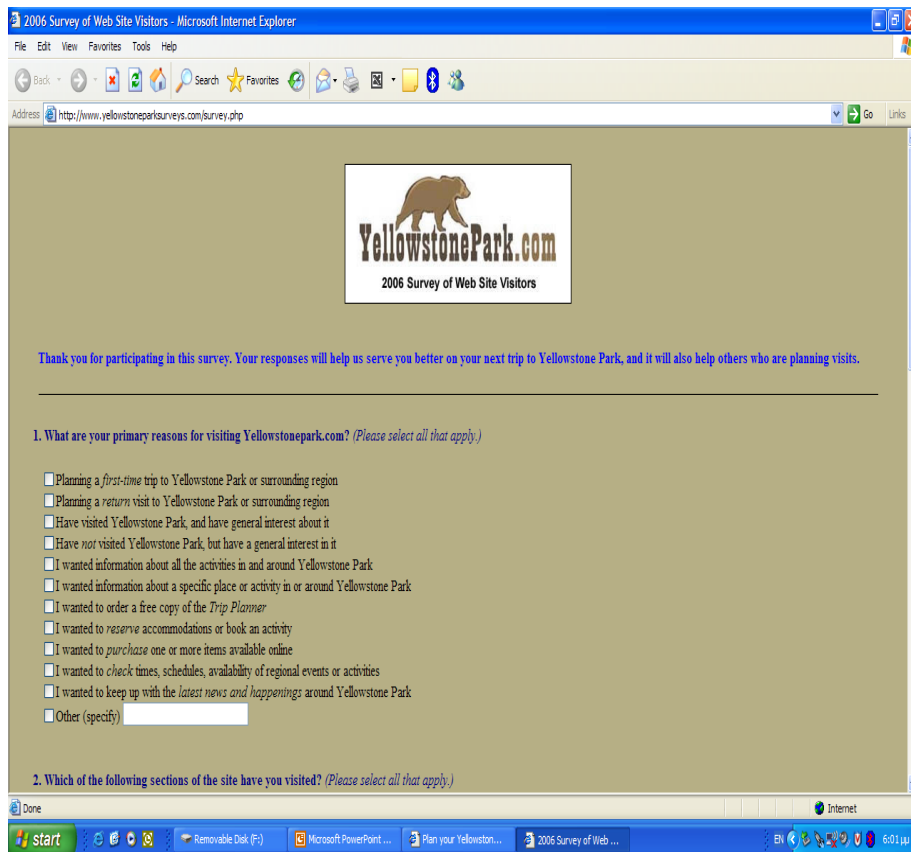 2006 Survey of Web Site Visitors - Microsoft Internet Explorer
File Edit View Favorites Tools Help
Back Search Favorites
Address http://www.yellowstoneparksurveys.com/survey.php Go Links
YellowstonePark.com
2006 Survey of Web Site Visitors
Thank you for participating in this survey. Your responses will help us serve you better on your next trip to Yellowstone Park, and it will also help others who are planning visits.
1. What are your primary reasons for visiting Yellowstonepark.com? (Please select all that apply.)
Planning a first-time trip to Yellowstone Park or surrounding region
Planning a return visit to Yellowstone Park or surrounding region
Have visited Yellowstone Park, and have general interest about it
Have not visited Yellowstone Park, but have a general interest in it
I wanted information about all the activities in and around Yellowstone Park
I wanted information about a specific place or activity in or around Yellowstone Park
I wanted to order a free copy of the Trip Planner
I wanted to reserve accommodations or book an activity
I wanted to purchase one or more items available online
I wanted to check times, schedules, availability of regional events or activities
I wanted to keep up with the latest news and happenings around Yellowstone Park
Other (specify)
2. Which of the following sections of the site have you visited? (Please select all that apply.)
Done Internet
start Removable Disk (F:) Microsoft PowerPoint ... Plan your Yellowston... 2006 Survey of Web ... EN 6:01 μμ